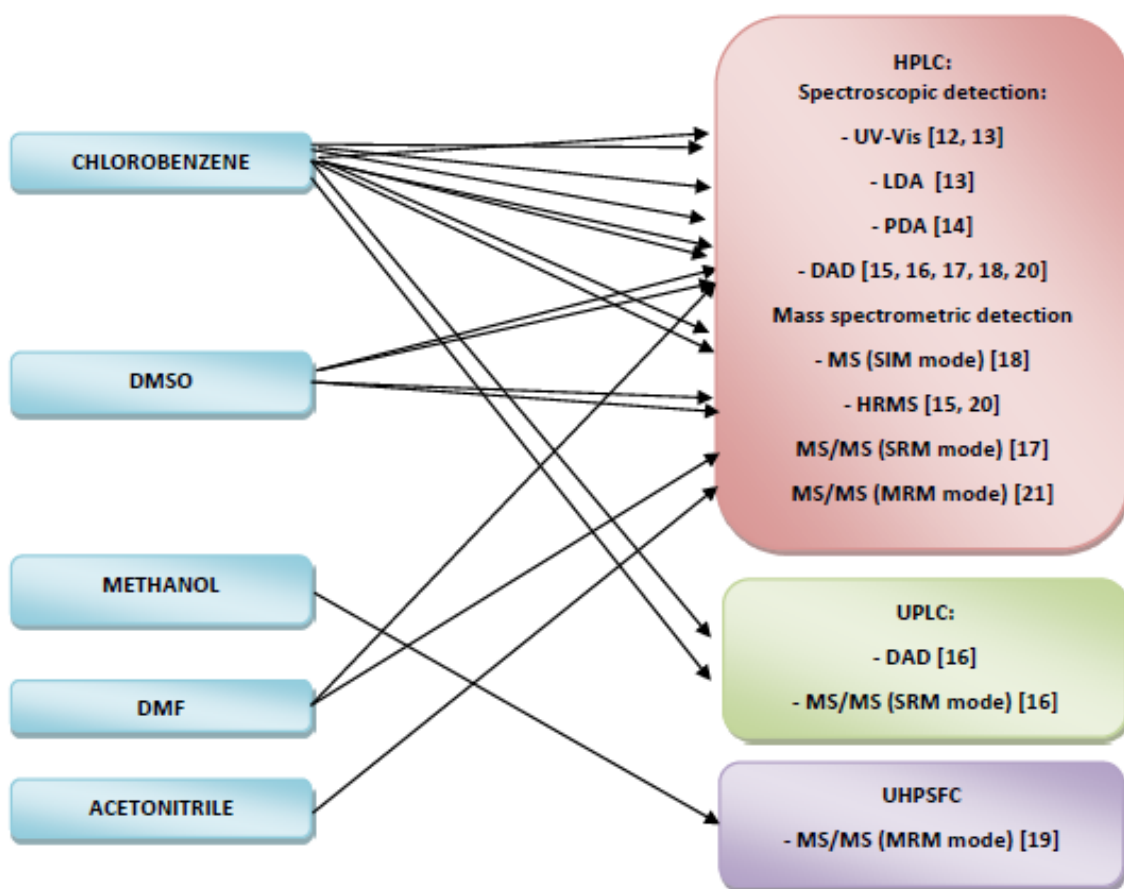 CHLOROBENZENE
DMSO
METHANOL
DMF
ACETONITRILE
HPLC:
Spectroscopic detection:
- UV-Vis [12, 13]
- LDA [13]
- PDA [14]
- DAD [15, 16, 17, 18, 20]
Mass spectrometric detection
- MS (SIM mode) [18]
- HRMS [15, 20]
MS/MS (SRM mode) [17]
MS/MS (MRM mode) [21]
UPLC:
- DAD [16]
- MS/MS (SRM mode) [16]
UHPSFC
- MS/MS (MRM mode) [19]